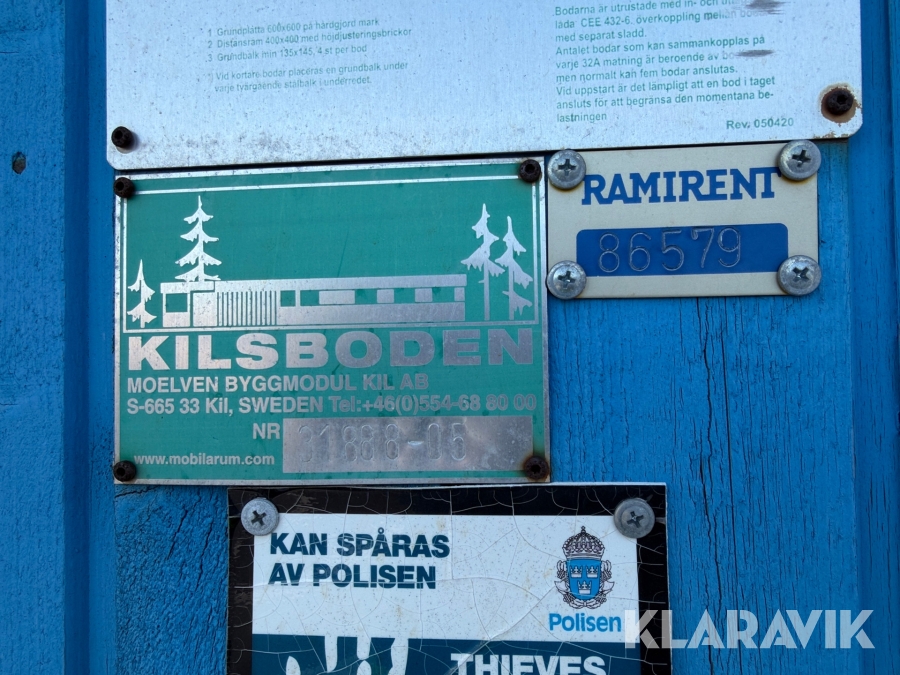 1 Grundplatta 600x600 på hårdgjord mark
2 Distansram 400x400 med höjdjusteringsbrickor
3 Grundbalk min 135x145, 4 st per bod
Vid kortare bodar placeras en grundbalk under
varje tvärgående stålbalk i underredet.
Bodarna är utrustade med in- och
låda CEE 432-6, överkoppling mellan
med separat sladd.
Antalet bodar som kan sammankopplas på
varje 32A matning är beroende av
men normalt kan fem bodar anslutas.
Vid uppstart är det lämpligt att en bod i taget
ansluts för att begränsa den momentana be-
lastningen
Rev. 050420
RAMIRENT
86579
KILSBODEN
MOELVEN BYGGMODUL KIL AB
S-665 33 Kil, SWEDEN Tel:+46(0)554-68 80 00
NR 31888-05
www.mobilarum.com
KAN SPÅRAS
AV POLISEN
Polisen
THIEVES
KLARAVIK